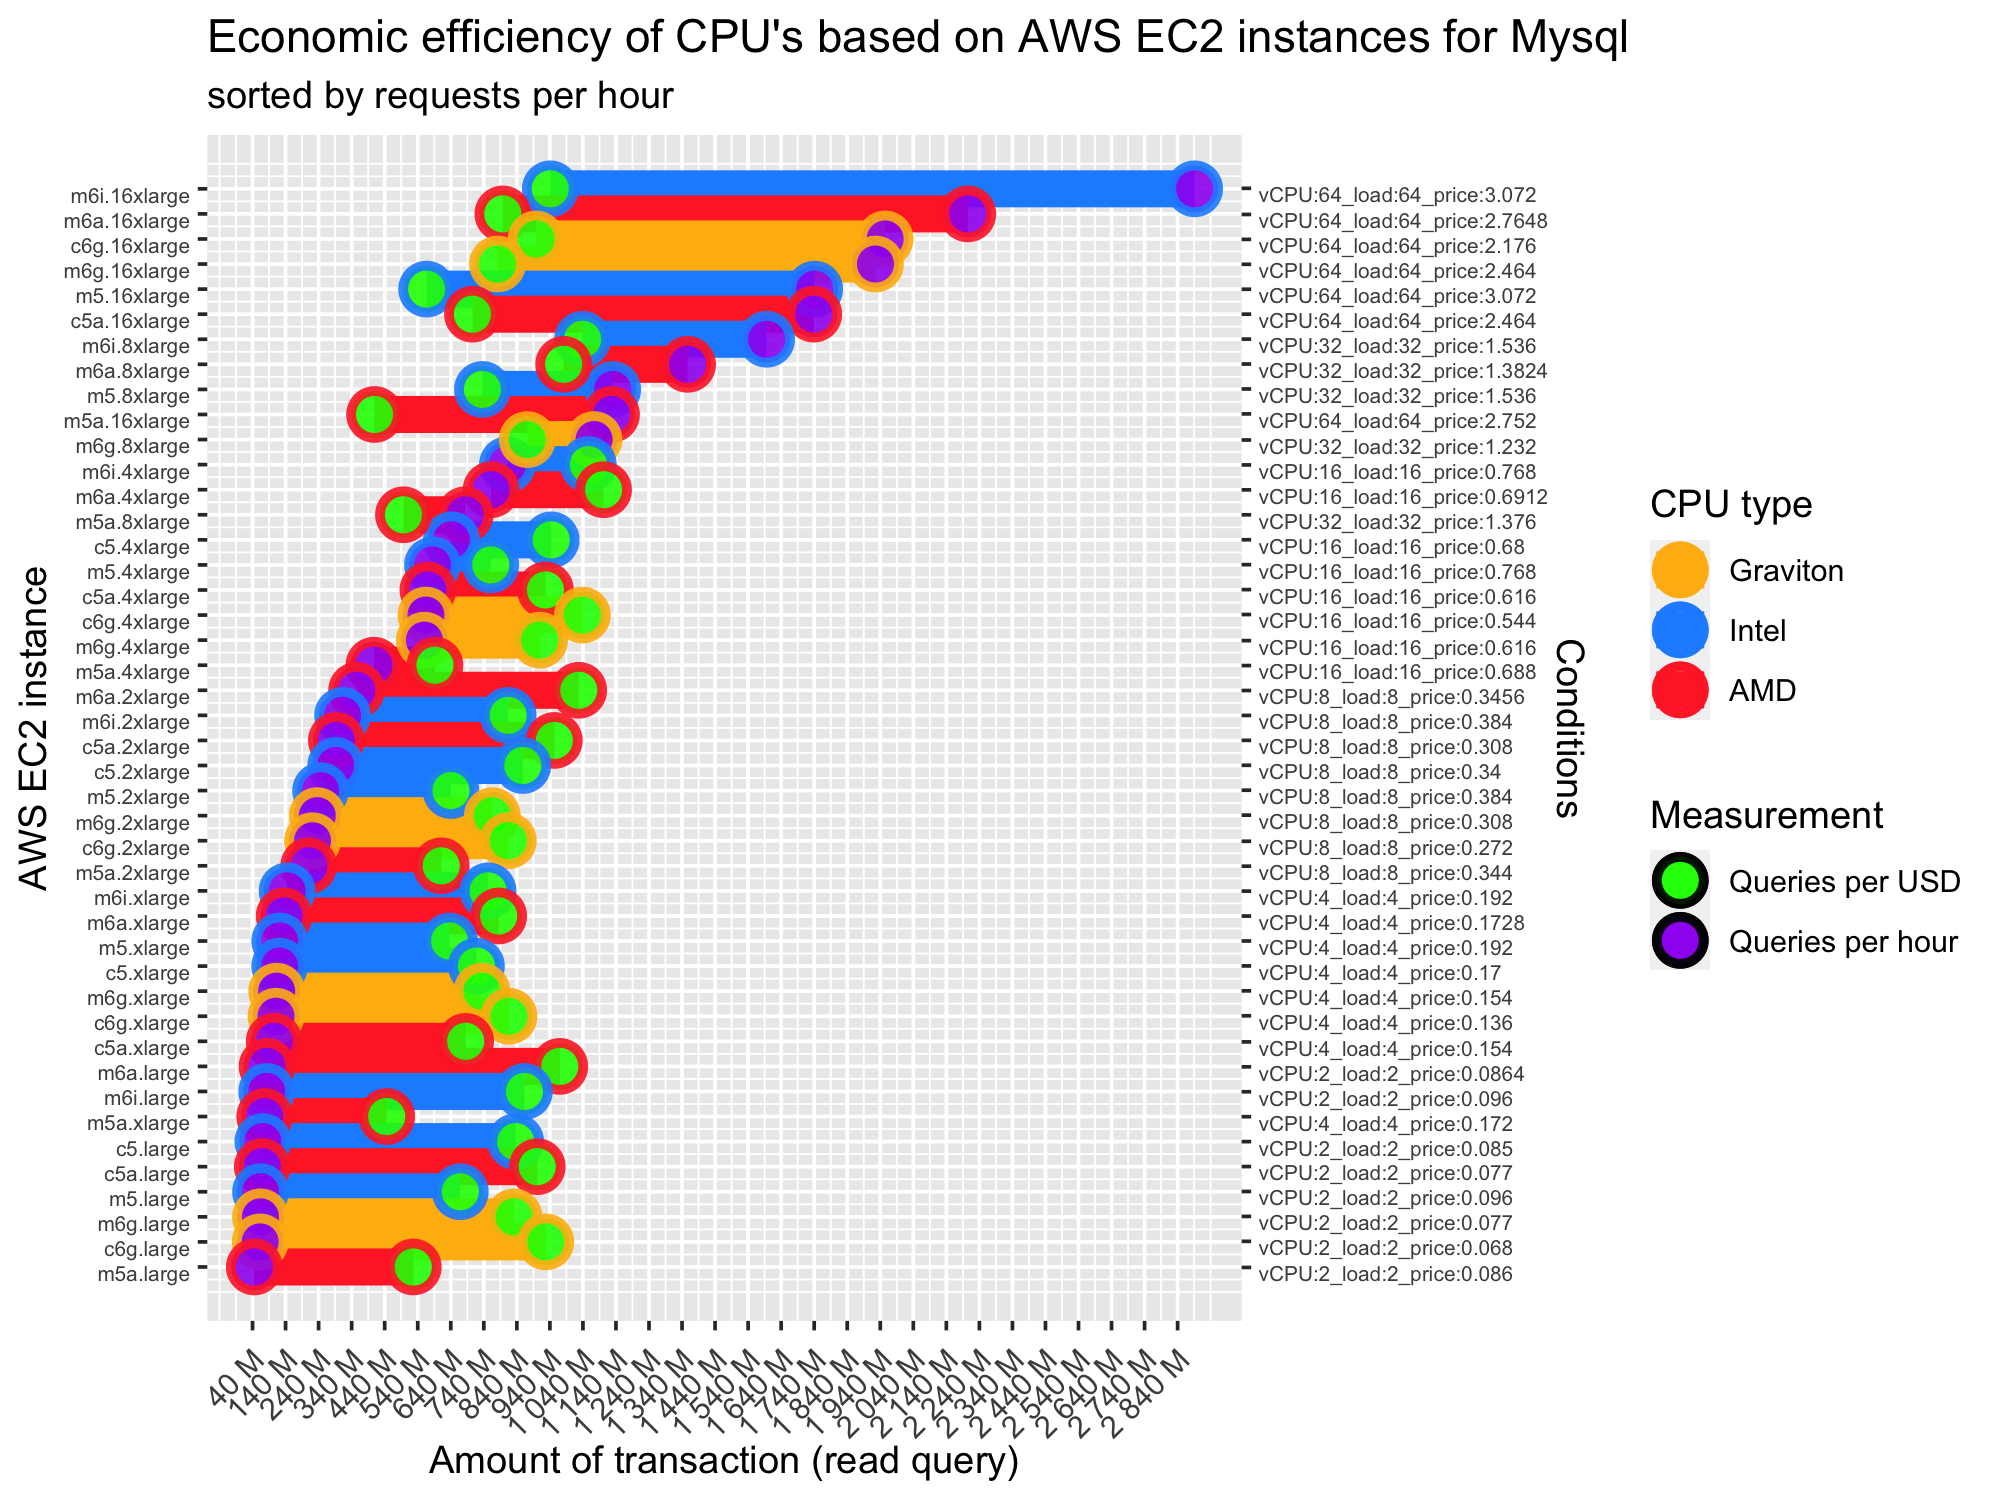 Economic efficiency of CPU's based on AWS EC2 instances for Mysql
sorted by requests per hour
AWS EC2 instance
m6i.16xlarge
m6a.16xlarge
c6g.16xlarge
m6g.16xlarge
m5.16xlarge
c5a.16xlarge
m6i.8xlarge
m6a.8xlarge
m5.8xlarge
m5a.16xlarge
m6g.8xlarge
m6i.4xlarge
m6a.4xlarge
m5a.8xlarge
c5.4xlarge
m5.4xlarge
c5a.4xlarge
c6g.4xlarge
m6g.4xlarge
m5a.4xlarge
m6a.2xlarge
m6i.2xlarge
c5a.2xlarge
c5.2xlarge
m5.2xlarge
m6g.2xlarge
c6g.2xlarge
m5a.2xlarge
m6i.xlarge
m6a.xlarge
m5.xlarge
c5.xlarge
m6g.xlarge
c6g.xlarge
c5a.xlarge
m6a.large
m6i.large
m5a.xlarge
c5.large
c5a.large
m5.large
m6g.large
c6g.large
m5a.large
vCPU:64_load:64_price:3.072
vCPU:64_load:64_price:2.7648
vCPU:64_load:64_price:2.176
vCPU:64_load:64_price:2.464
vCPU:64_load:64_price:3.072
vCPU:64_load:64_price:2.464
vCPU:32_load:32_price:1.536
vCPU:32_load:32_price:1.3824
vCPU:32_load:32_price:1.536
vCPU:64_load:64_price:2.752
vCPU:32_load:32_price:1.232
vCPU:16_load:16_price:0.768
vCPU:16_load:16_price:0.6912
vCPU:32_load:32_price:1.376
vCPU:16_load:16_price:0.68
vCPU:16_load:16_price:0.768
vCPU:16_load:16_price:0.616
vCPU:16_load:16_price:0.544
vCPU:16_load:16_price:0.616
vCPU:16_load:16_price:0.688
vCPU:8_load:8_price:0.3456
vCPU:8_load:8_price:0.384
vCPU:8_load:8_price:0.308
vCPU:8_load:8_price:0.34
vCPU:8_load:8_price:0.384
vCPU:8_load:8_price:0.308
vCPU:8_load:8_price:0.272
vCPU:8_load:8_price:0.344
vCPU:4_load:4_price:0.192
vCPU:4_load:4_price:0.1728
vCPU:4_load:4_price:0.192
vCPU:4_load:4_price:0.17
vCPU:4_load:4_price:0.154
vCPU:4_load:4_price:0.136
vCPU:4_load:4_price:0.154
vCPU:2_load:2_price:0.0864
vCPU:2_load:2_price:0.096
vCPU:4_load:4_price:0.172
vCPU:2_load:2_price:0.085
vCPU:2_load:2_price:0.077
vCPU:2_load:2_price:0.096
vCPU:2_load:2_price:0.077
vCPU:2_load:2_price:0.068
vCPU:2_load:2_price:0.086
Conditions
40 M
140 M
240 M
340 M
440 M
540 M
640 M
740 M
840 M
940 M
1 040 M
1 140 M
1 240 M
1 340 M
1 440 M
1 540 M
1 640 M
1 740 M
1 840 M
1 940 M
2 040 M
2 140 M
2 240 M
2 340 M
2 440 M
2 540 M
2 640 M
2 740 M
2 840 M
Amount of transaction (read query)
CPU type
Graviton
Intel
AMD
Measurement
Queries per USD
Queries per hour